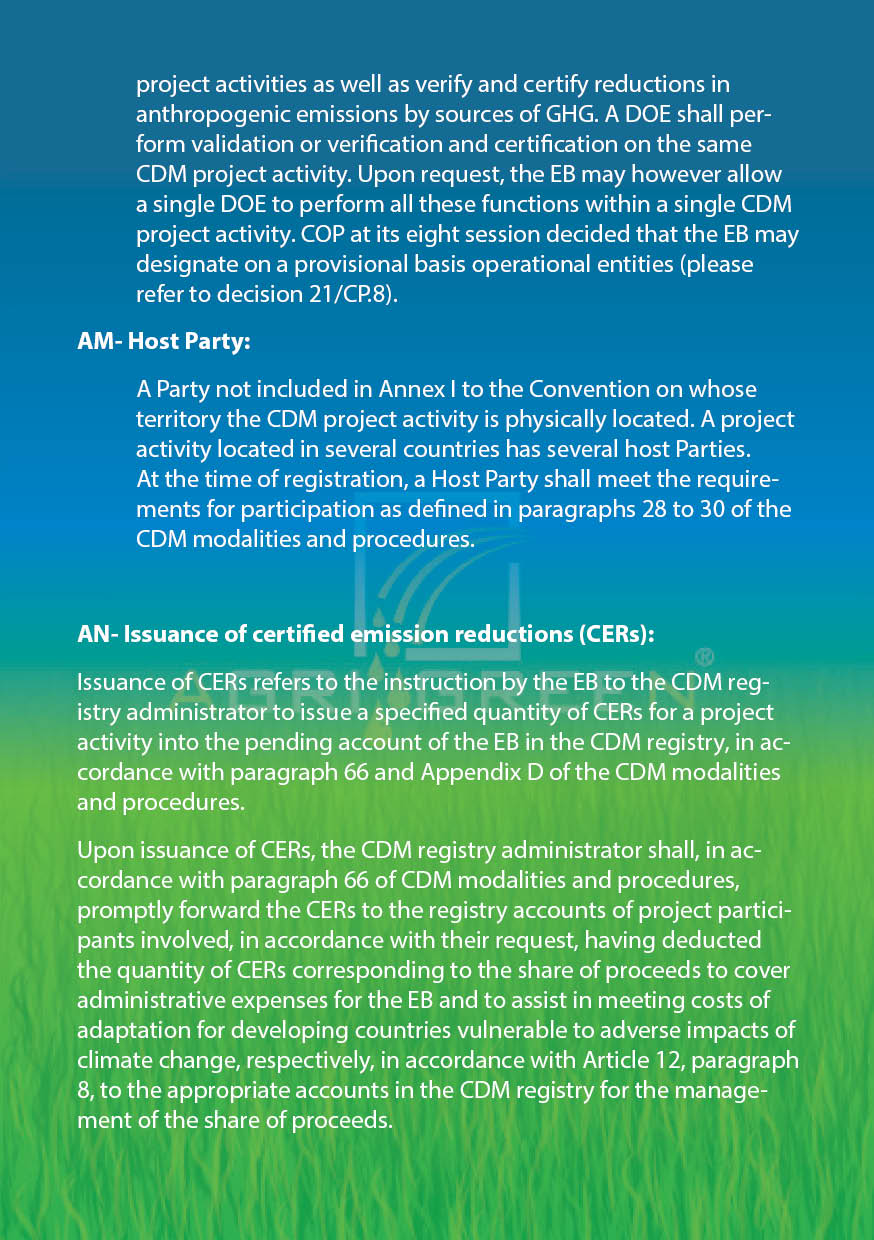 project activities as well as verify and certify reductions in
anthropogenic emissions by sources of GHG. A DOE shall per-
form validation or verification and certification on the same
CDM project activity. Upon request, the EB may however allow
a single DOE to perform all these functions within a single CDM
project activity. COP at its eight session decided that the EB may
designate on a provisional basis operational entities (please
refer to decision 21/CP.8).
AM- Host Party:
A Party not included in Annex I to the Convention on whose
territory the CDM project activity is physically located. A project
activity located in several countries has several host Parties.
At the time of registration, a Host Party shall meet the require-
ments for participation as defined in paragraphs 28 to 30 of the
CDM modalities and procedures.
AN- Issuance of certified emission reductions (CERs):
Issuance of CERs refers to the instruction by the EB to the CDM reg-
istry administrator to issue a specified quantity of CERs for a project
activity into the pending account of the EB in the CDM registry, in ac-
cordance with paragraph 66 and Appendix D of the CDM modalities
and procedures.
Upon issuance of CERs, the CDM registry administrator shall, in ac-
cordance with paragraph 66 of CDM modalities and procedures,
promptly forward the CERs to the registry accounts of project partici-
pants involved, in accordance with their request, having deducted
the quantity of CERs corresponding to the share of proceeds to cover
administrative expenses for the EB and to assist in meeting costs of
adaptation for developing countries vulnerable to adverse impacts of
climate change, respectively, in accordance with Article 12, paragraph
8, to the appropriate accounts in the CDM registry for the manage-
ment of the share of proceeds.
AGRIGREEN®